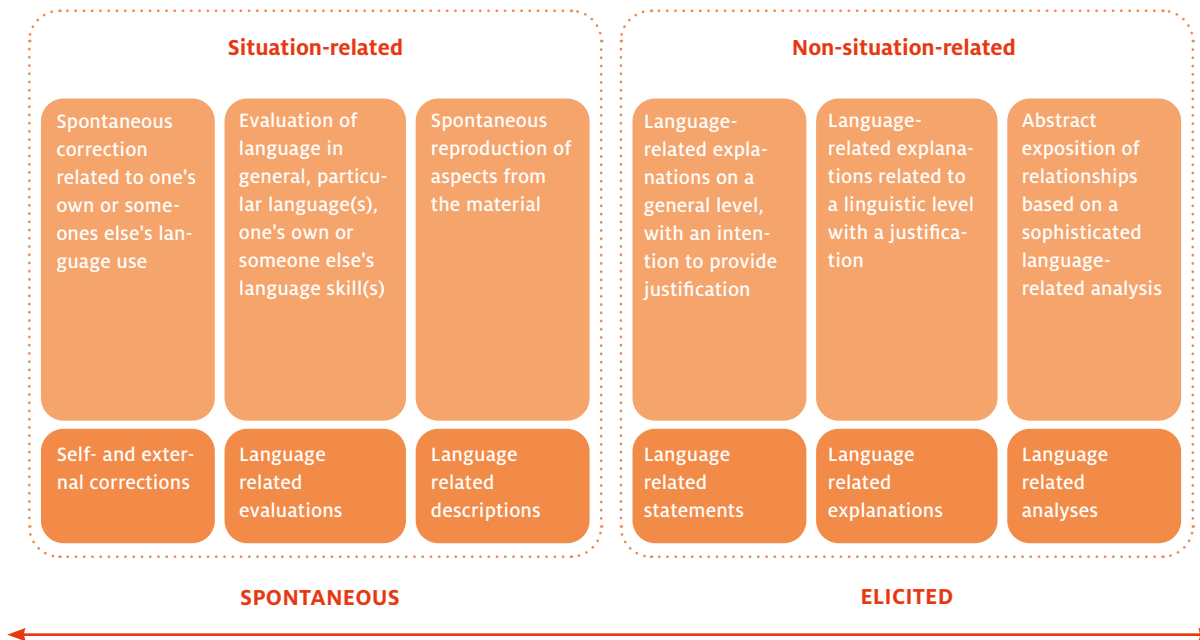 Situation-related
Spontaneous
correction
related to one's
own or some-
ones else's lan-
guage use
Evaluation of
language in
general, particu-
lar language(s),
one's own or
someone else's
language skill(s)
Spontaneous
reproduction of
aspects from
the material
Self- and exter-
nal corrections
Language
related
evaluations
Language
related
descriptions
Non-situation-related
Language-
related expla-
nations on a
general level,
with an inten-
tion to provide
justification
Language-
related explana-
tions related to
a linguistic level
with a justifica-
tion
Abstract
exposition of
relationships
based on a
sophisticated
language-
related analysis
Language
related
statements
Language
related
explanations
Language
related
analyses
SPONTANEOUS
ELICITED